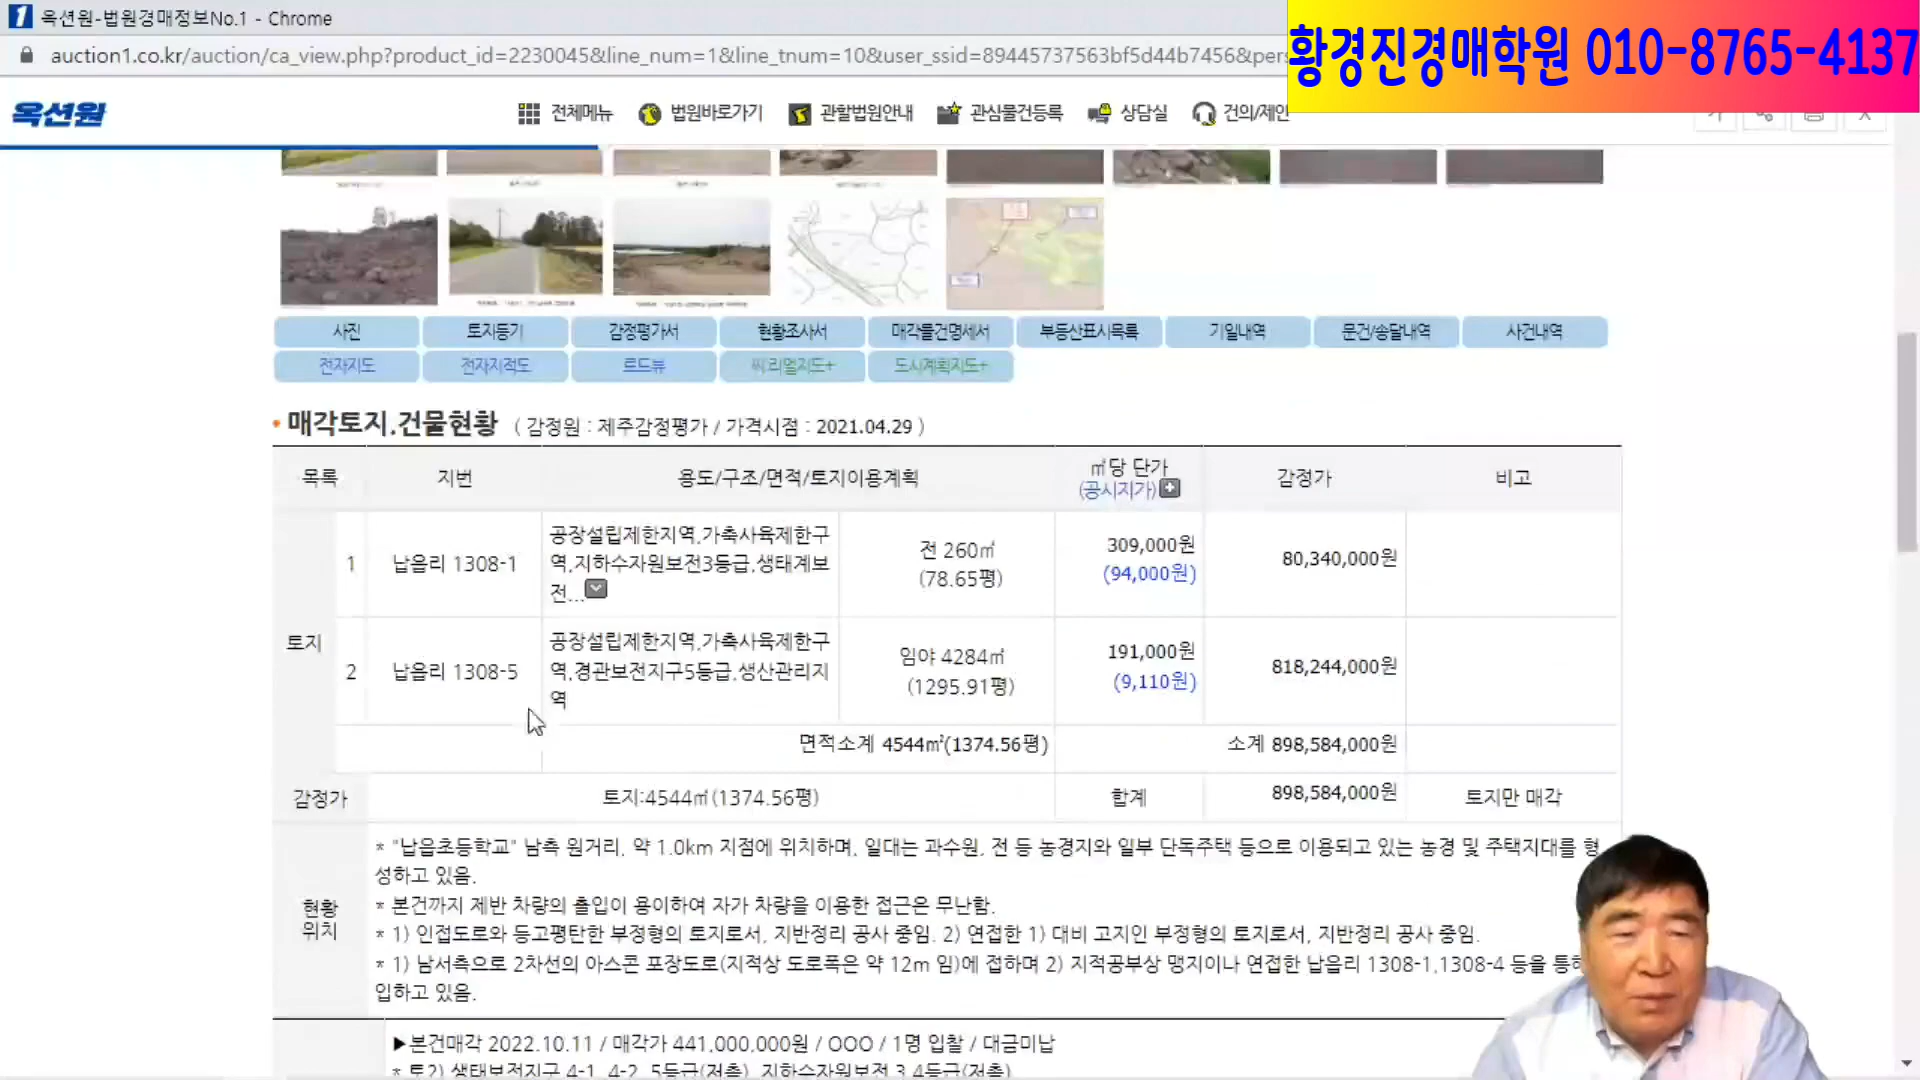 옥션원-법원경매정보No.1 - Chrome
auction1.co.kr/auction/ca_view.php?product_id=2230045&line_num=1&line_tnum=10&user_ssid=89445737563bf5d44b7456&pers
황경진경매학원 010-8765-4137
옥션원 전체메뉴 법원바로가기 관할법원안내 관심물건등록 상담실 건의/제안
사진 토지등기 감정평가서 현황조사서 매각물건명세서 부동산표시목록 기일내역 문건/송달내역 사건내역
전자지도 전자지적도 로드뷰 씨:리얼지도+ 도시계획지도+
• 매각토지.건물현황 ( 감정원 : 제주감정평가 / 가격시점 : 2021.04.29 )
목록 지번 용도/구조/면적/토지이용계획 ㎡당 단가 감정가 비고
(공시지가)
토지
1 납읍리 1308-1
공장설립제한지역,가축사육제한구
역,지하수자원보전3등급,생태계보
전...
전 260㎡
(78.65평)
309,000원
(94,000원)
80,340,000원
2 납읍리 1308-5
공장설립제한지역,가축사육제한구
역,경관보전지구5등급,생산관리지
역
임야 4284㎡
(1295.91평)
191,000원
(9,110원)
818,244,000원
면적소계 4544㎡(1374.56평) 소계 898,584,000원
감정가 토지:4544㎡(1374.56평) 합계 898,584,000원 토지만 매각
현황
위치
* "납읍초등학교" 남측 원거리, 약 1.0km 지점에 위치하며, 일대는 과수원, 전 등 농경지와 일부 단독주택 등으로 이용되고 있는 농경 및 주택지대를 형
성하고 있음.
* 본건까지 제반 차량의 출입이 용이하여 자가 차량을 이용한 접근은 무난함.
* 1) 인접도로와 등고평탄한 부정형의 토지로서, 지반정리 공사 중임. 2) 연접한 1) 대비 고지인 부정형의 토지로서, 지반정리 공사 중임.
* 1) 남서측으로 2차선의 아스콘 포장도로(지적상 도로폭은 약 12m 임)에 접하며 2) 지적공부상 맹지이나 연접한 납읍리 1308-1,1308-4 등을 통하
입하고 있음.
▶본건매각 2022.10.11 / 매각가 441,000,000원 / OOO / 1명 입찰 / 대금미납
* 토2) 생태보전지구 4-1, 4-2, 5등급(저촉), 지하수자원보전 3,4등급(저촉)